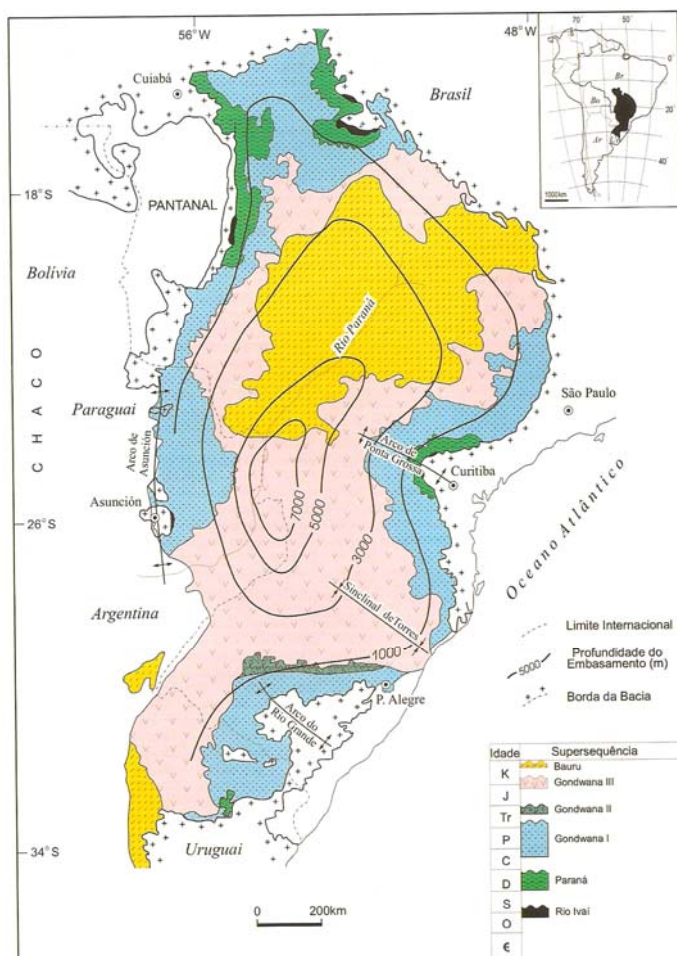 56°W
48°W
Cuiabá
Brasil
70°
50°
0°
20°
40°
Br
Bo
Ar
1000km
18°S
PANTANAL
Bolívia
Rio Paraná
CHACO
Paraguai
Arco de
Asunción
São Paulo
Arco de
Ponta Grossa
Curitiba
Asunción
26°S
7000
5000
3000
Oceano Atlântico
Argentina
Sinclinal de Torres
1000
P. Alegre
Arco do
Rio Grande
Limite Internacional
5000
Profundidade do
Embasamento (m)
Borda da Bacia
Idade
Supersequência
K
Bauru
Gondwana III
J
Tr
Gondwana II
P
Gondwana I
C
D
Paraná
S
Rio Ivaí
O
Є
34°S
Uruguai
0
200km